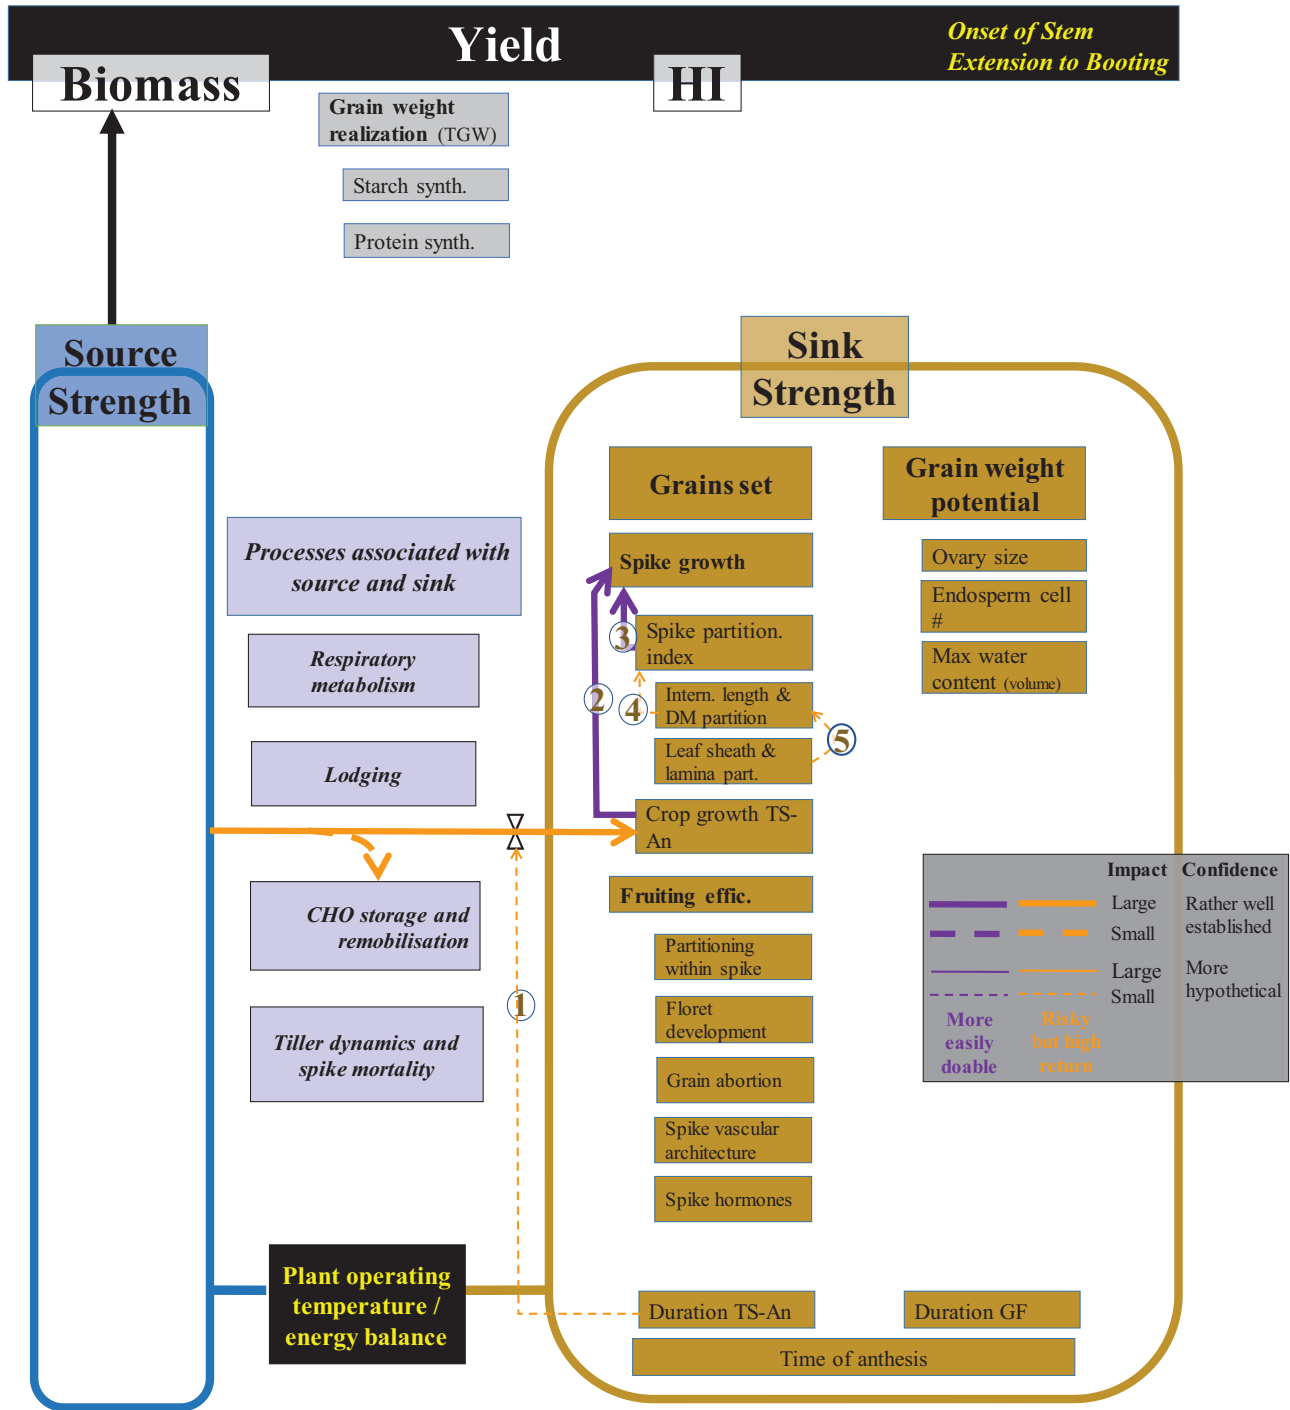 Yield
Onset of Stem
Extension to Booting
Biomass
HI
Grain weight
realization (TGW)
Starch synth.
Protein synth.
Source
Strength
Sink
Strength
Grains set
Grain weight
potential
Processes associated with
source and sink
Spike growth
Ovary size
Endosperm cell
#
Respiratory
metabolism
3
Spike partition.
index
Max water
content (volume)
2
4
Intern. length &
DM partition
5
Leaf sheath &
lamina part.
Lodging
Crop growth TS-
An
Fruiting effic.
CHO storage and
remobilisation
Partitioning
within spike
1
Floret
development
Tiller dynamics and
spike mortality
Grain abortion
Spike vascular
architecture
Spike hormones
Impact Confidence
Large
Rather well
established
Small
Large
More
hypothetical
Small
More
easily
doable
Risky
but high
return
Plant operating
temperature /
energy balance
Duration TS-An
Duration GF
Time of anthesis